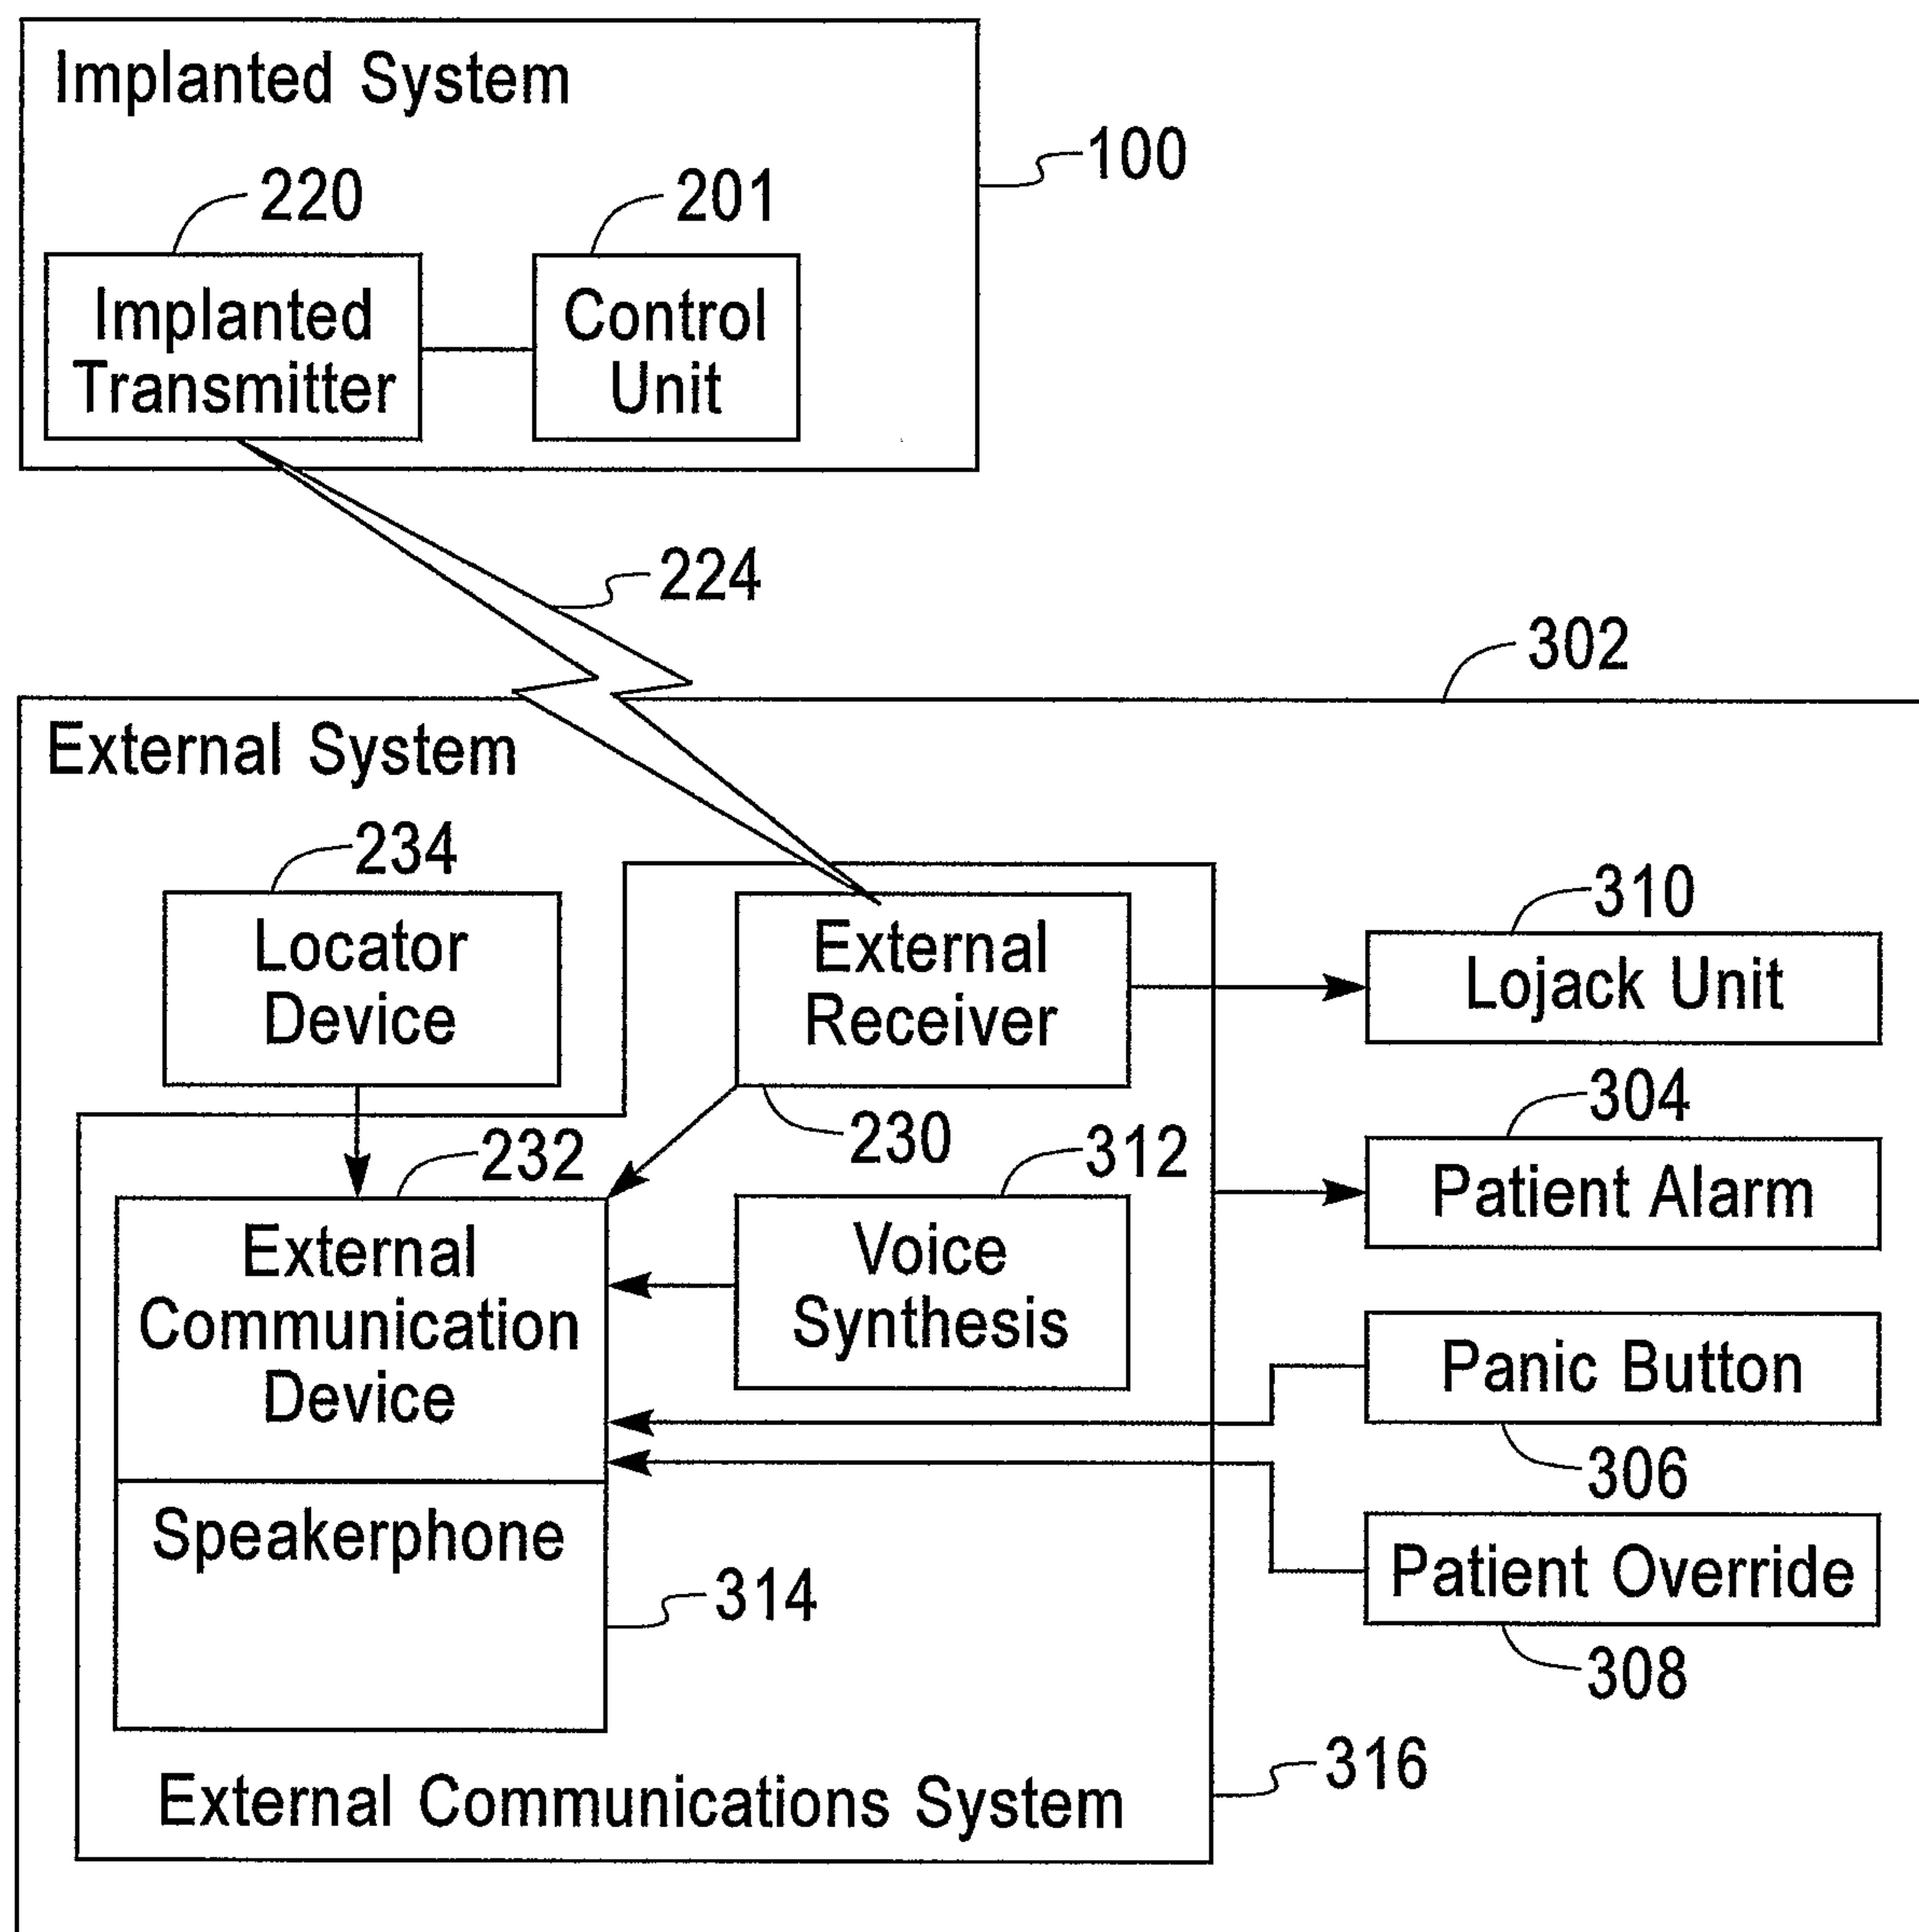 Implanted System
100
220
201
Implanted
Transmitter
Control
Unit
224
302
External System
234
Locator
Device
External
Receiver
310
Lojack Unit
304
Patient Alarm
230
312
232
External
Communication
Device
Voice
Synthesis
Panic Button
306
Speakerphone
314
Patient Override
308
316
External Communications System